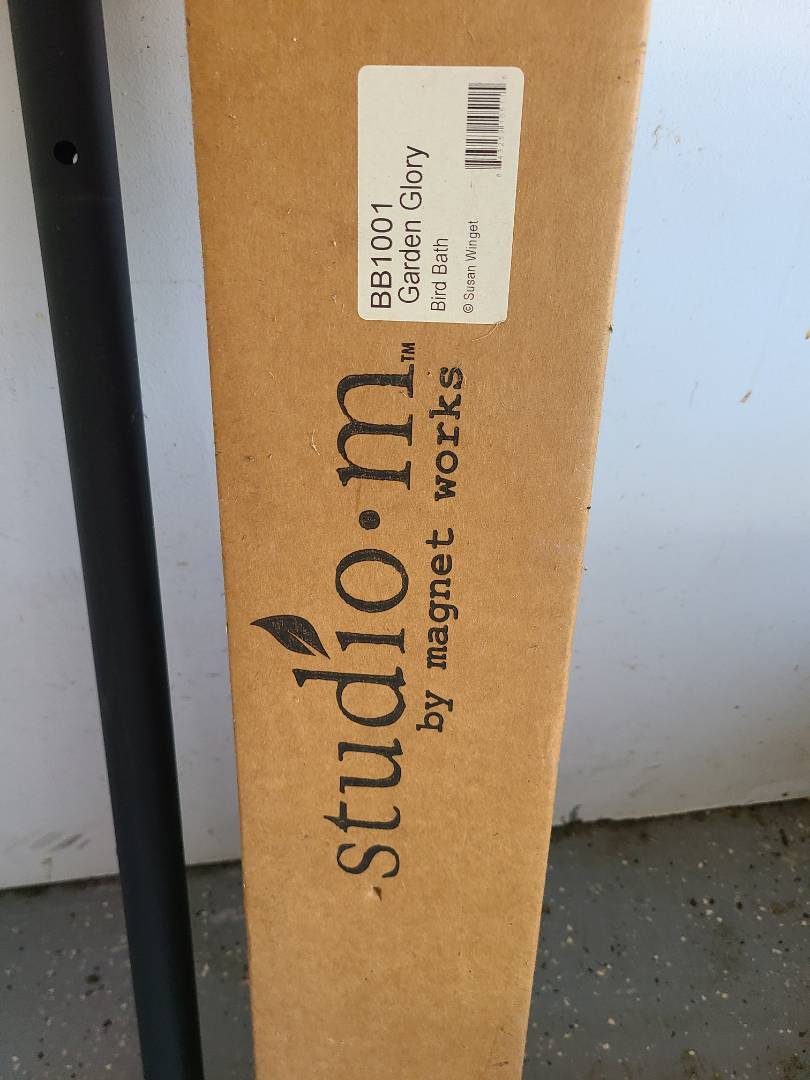 BB1001
Garden Glory
Bird Bath
© Susan Winget
studio·m™
by magnet works